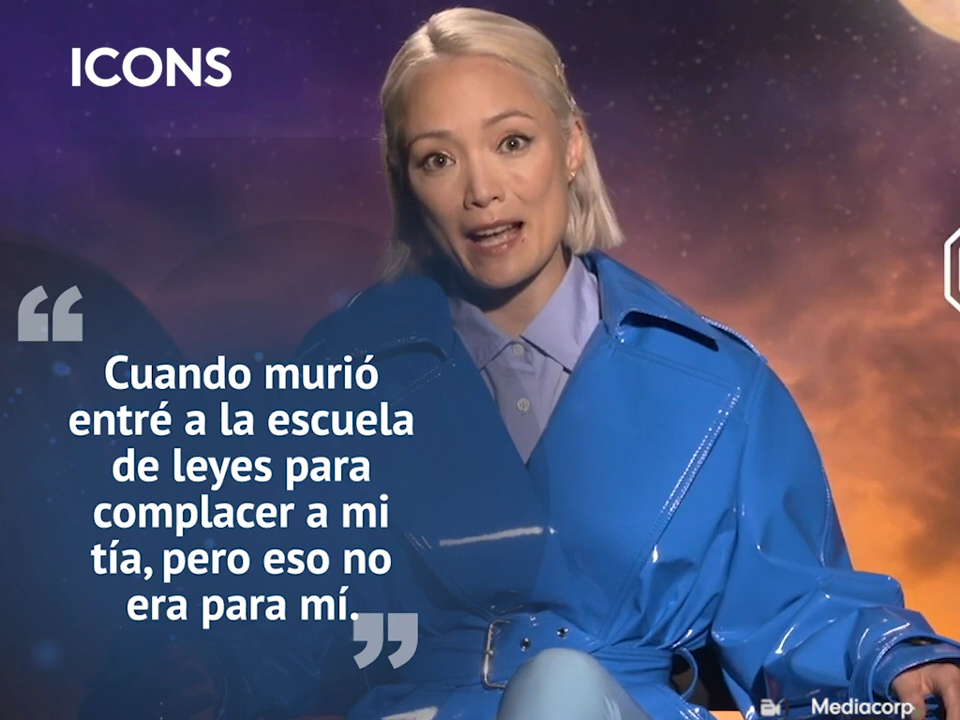 ICONS
“
Cuando murió
entré a la escuela
de leyes para
complacer a mi
tía, pero eso no
era para mí.
”
Mediacorp